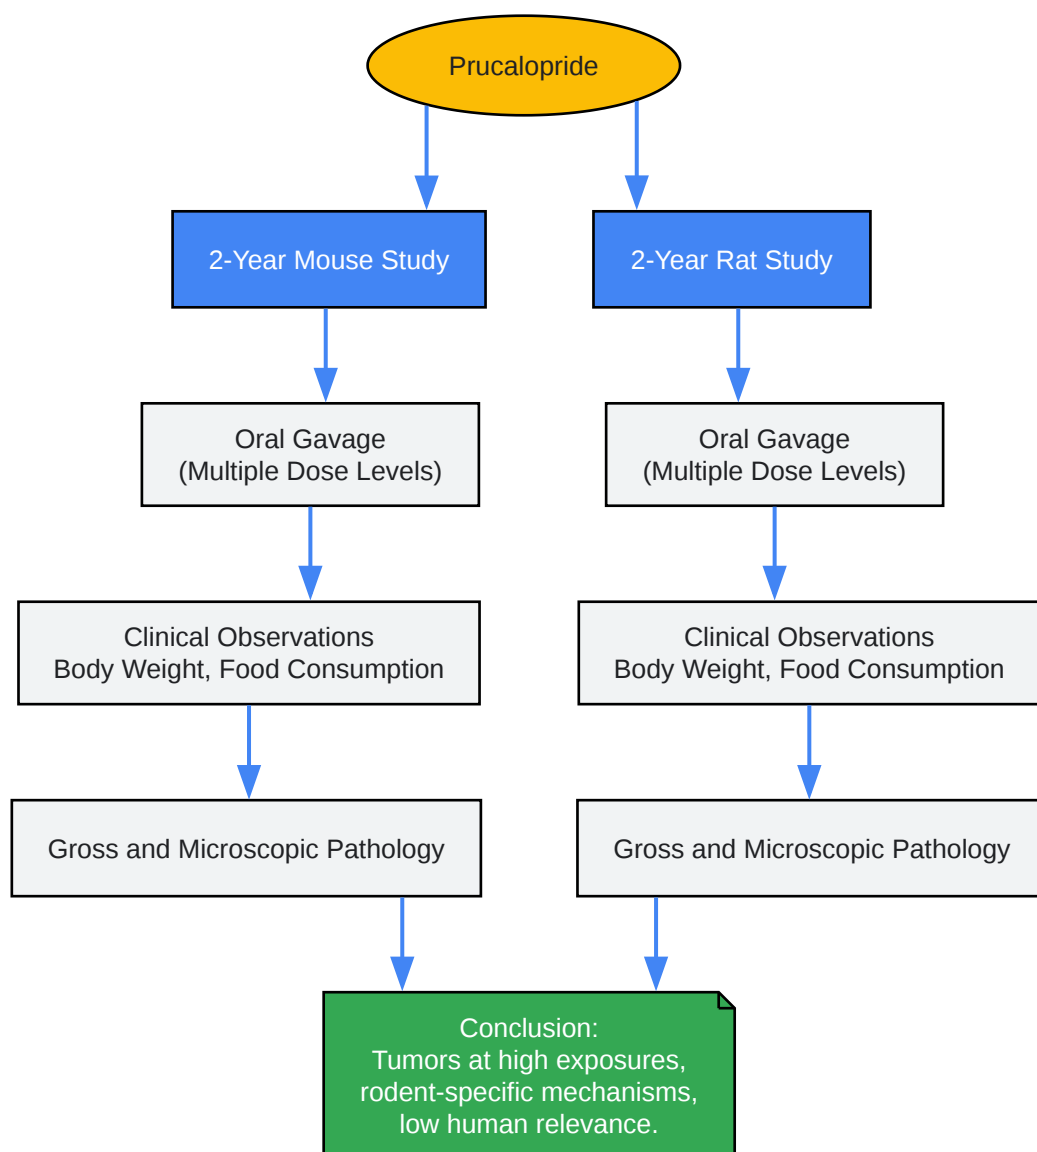 Prucalopride
2-Year Mouse Study
2-Year Rat Study
Oral Gavage
(Multiple Dose Levels)
Oral Gavage
(Multiple Dose Levels)
Clinical Observations
Body Weight, Food Consumption
Clinical Observations
Body Weight, Food Consumption
Gross and Microscopic Pathology
Gross and Microscopic Pathology
Conclusion:
Tumors at high exposures,
rodent-specific mechanisms,
low human relevance.